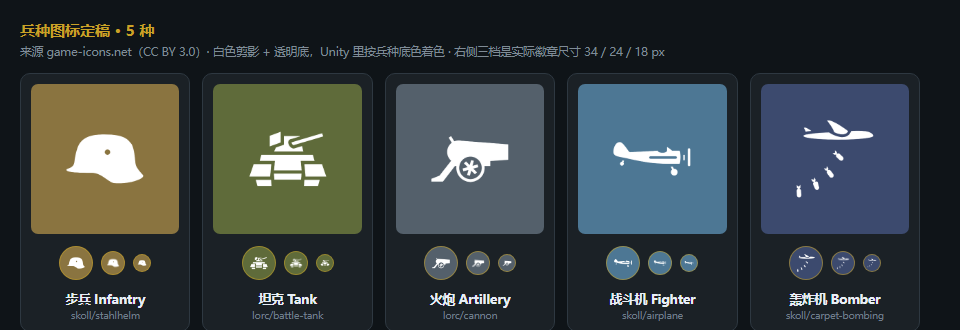 兵种图标定稿 • 5 种
来源 game-icons.net（CC BY 3.0）· 白色剪影 + 透明底，Unity 里按兵种底色着色 · 右侧三档是实际徽章尺寸 34 / 24 / 18 px
步兵 Infantry
skoll/stahlhelm
坦克 Tank
lorc/battle-tank
火炮 Artillery
lorc/cannon
战斗机 Fighter
skoll/airplane
轰炸机 Bomber
skoll/carpet-bombing